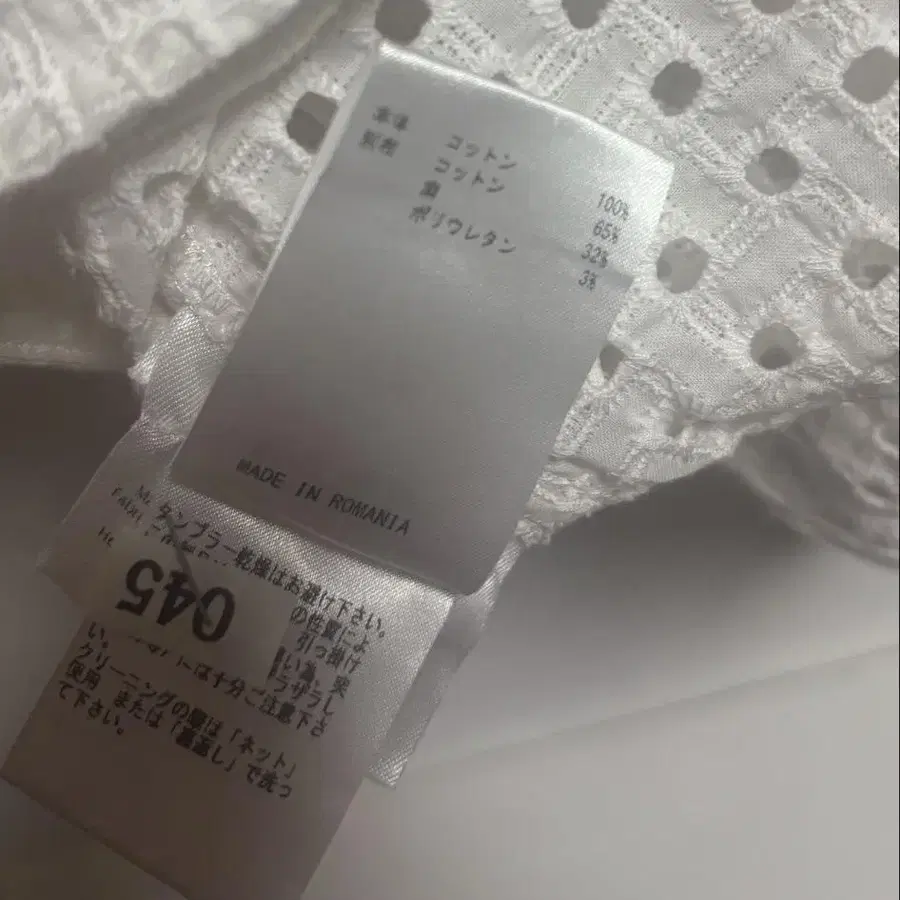 本体 コットン 100%
別布 コットン 65%
麻 32%
ポリウレタン 3%
MADE IN ROMANIA
タンブラー乾燥はお避け下さい。
の性質によ
引っ掛け
い為、実
ザラし
い。
は十分ご注意下さ
クリーニングの際は「ネット」
使用 または「裏返し」で洗っ
て下さい。
045